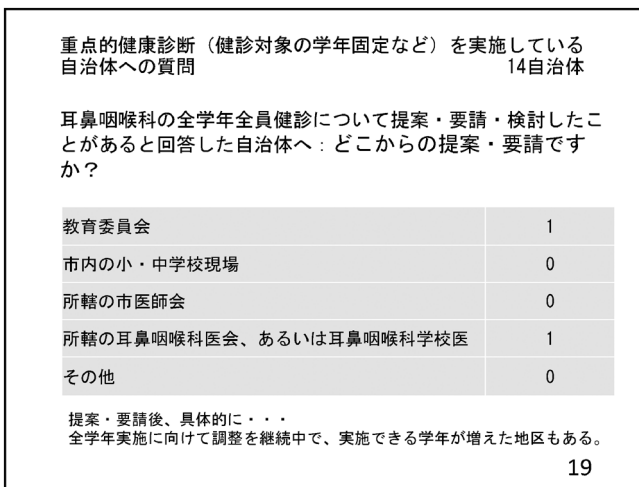 重点的健康診断（健診対象の学年固定など）を実施している
自治体への質問 14自治体
耳鼻咽喉科の全学年全員健診について提案・要請・検討したこ
とがあると回答した自治体へ：どこからの提案・要請です
か？
教育委員会 1
市内の小・中学校現場 0
所轄の市医師会 0
所轄の耳鼻咽喉科医会、あるいは耳鼻咽喉科学校医 1
その他 0
提案・要請後、具体的に・・・
全学年実施に向けて調整を継続中で、実施できる学年が増えた地区もある。
19